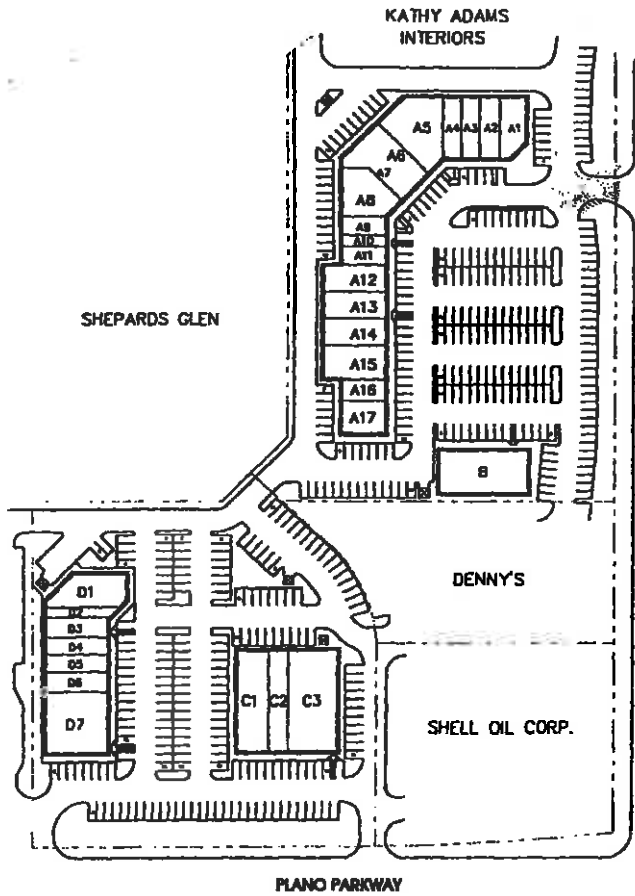 KATHY ADAMS
INTERIORS
A5
A4
A3
A2
A1
A6
A7
A8
A9
A10
A11
A12
A13
A14
A15
A16
A17
SHEPARDS GLEN
B
DENNY'S
D1
D2
D3
D4
D5
D6
D7
C1
C2
C3
SHELL OIL CORP.
PLANO PARKWAY